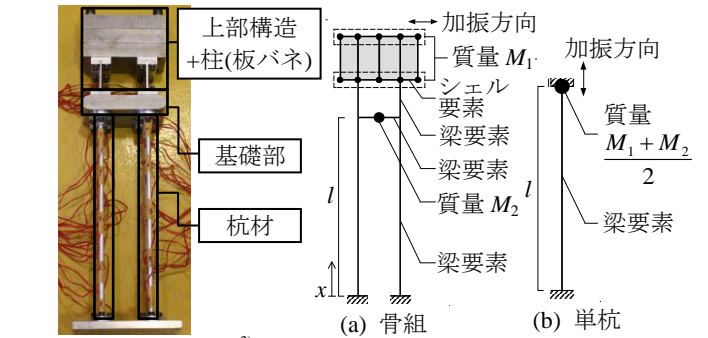 上部構造
+柱(板バネ)
基礎部
杭材
加振方向
質量 M₁
シェル
要素
梁要素
梁要素
質量 M₂
梁要素
l
x
(a) 骨組
加振方向
質量
M₁ + M₂
2
梁要素
l
(b) 単杭